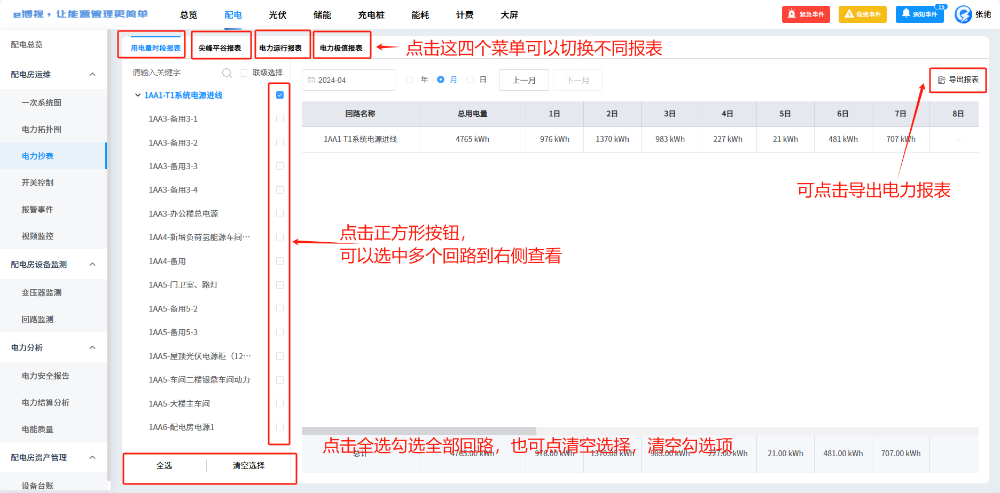 e博视，让能源管理更简单
总览 配电 光伏 储能 充电桩 能耗 计费 大屏
紧急事件 隐患事件 通知事件 15 张驰
配电总览
配电房运维
一次系统图
电力拓扑图
电力抄表
开关控制
报警事件
视频监控
配电房设备监测
变压器监测
回路监测
电力分析
电力安全报告
电力结算分析
电能质量
配电房资产管理
设备台账
用电量时段报表 尖峰平谷报表 电力运行报表 电力极值报表
点击这四个菜单可以切换不同报表
请输入关键字 联级选择
1AA1-T1系统电源进线
1AA3-备用3-1
1AA3-备用3-2
1AA3-备用3-3
1AA3-备用3-4
1AA3-办公楼总电源
1AA4-新增负荷氢能源车间…
1AA4-备用
1AA5-门卫室、路灯
1AA5-备用5-2
1AA5-备用5-3
1AA5-屋顶光伏电源柜（12…
1AA5-车间二楼银鼎车间动力
1AA5-大楼主车间
1AA6-配电房电源1
全选 清空选择
2024-04 年 月 日 上一月 下一月 导出报表
回路名称 总用电量 1日 2日 3日 4日 5日 6日 7日 8日
1AA1-T1系统电源进线 4765 kWh 976 kWh 1370 kWh 983 kWh 227 kWh 21 kWh 481 kWh 707 kWh --
可点击导出电力报表
点击正方形按钮，
可以选中多个回路到右侧查看
点击全选勾选全部回路，也可点清空选择，清空勾选项
总计 4765.00 kWh 976.00 kWh 1370.00 kWh 983.00 kWh 227.00 kWh 21.00 kWh 481.00 kWh 707.00 kWh